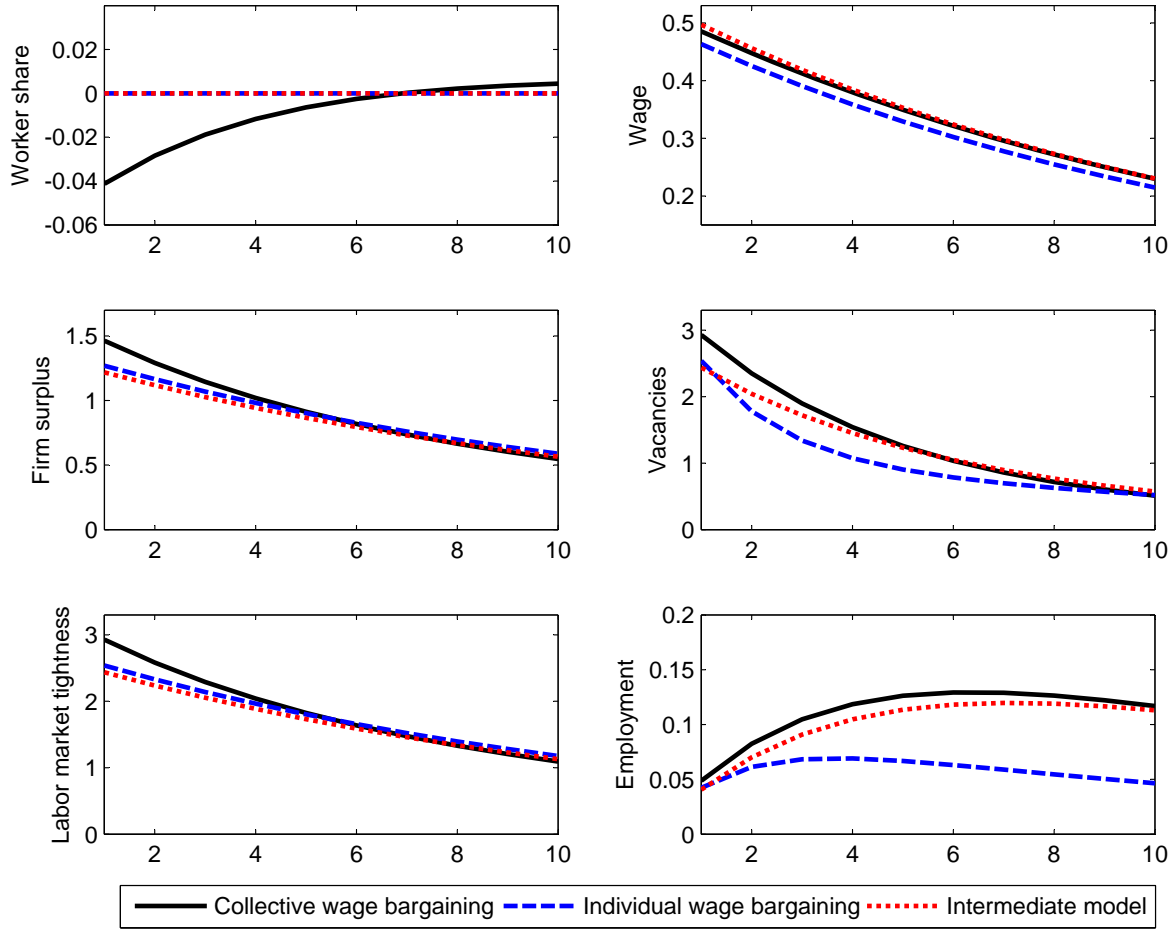 Worker share
0.02
0
-0.02
-0.04
-0.06
2 4 6 8 10
Wage
0.5
0.4
0.3
0.2
2 4 6 8 10
Firm surplus
1.5
1
0.5
0
2 4 6 8 10
Vacancies
3
2
1
0
2 4 6 8 10
Labor market tightness
3
2
1
0
2 4 6 8 10
Employment
0.2
0.15
0.1
0.05
0
2 4 6 8 10
Collective wage bargaining Individual wage bargaining Intermediate model